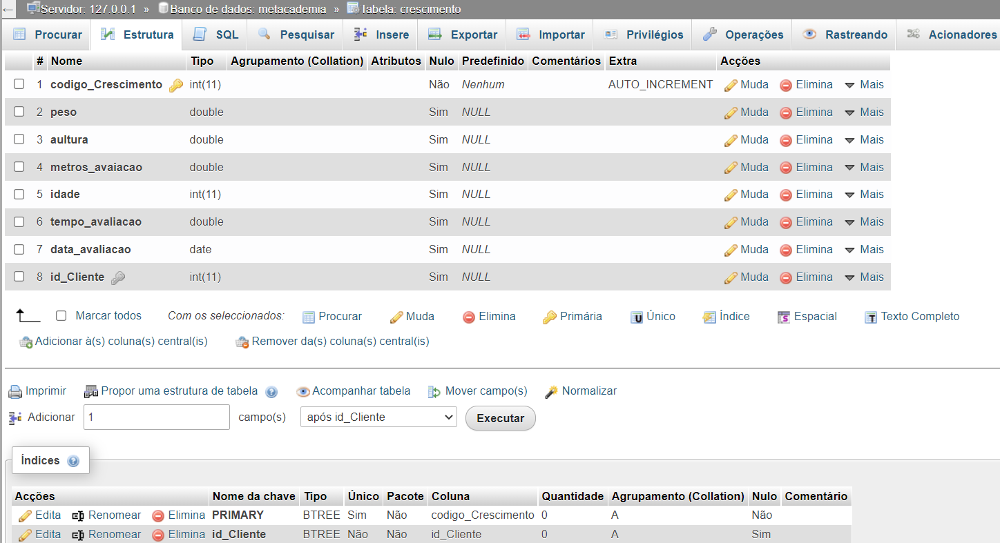 ← Servidor: 127.0.0.1 » Banco de dados: metacademia » Tabela: crescimento
Procurar Estrutura SQL Pesquisar Insere Exportar Importar Privilégios Operações Rastreando Acionadores
# Nome Tipo Agrupamento (Collation) Atributos Nulo Predefinido Comentários Extra Acções
1 codigo_Crescimento int(11) Não Nenhum AUTO_INCREMENT Muda Elimina Mais
2 peso double Sim NULL Muda Elimina Mais
3 aultura double Sim NULL Muda Elimina Mais
4 metros_avaiacao double Sim NULL Muda Elimina Mais
5 idade int(11) Sim NULL Muda Elimina Mais
6 tempo_avaliacao double Sim NULL Muda Elimina Mais
7 data_avaliacao date Sim NULL Muda Elimina Mais
8 id_Cliente int(11) Sim NULL Muda Elimina Mais
Marcar todos Com os seleccionados: Procurar Muda Elimina Primária Único Índice Espacial Texto Completo
Adicionar à(s) coluna(s) central(is) Remover da(s) coluna(s) central(is)
Imprimir Propor uma estrutura de tabela Acompanhar tabela Mover campo(s) Normalizar
Adicionar 1 campo(s) após id_Cliente Executar
Índices
Acções Nome da chave Tipo Único Pacote Coluna Quantidade Agrupamento (Collation) Nulo Comentário
Edita Renomear Elimina PRIMARY BTREE Sim Não codigo_Crescimento 0 A Não
Edita Renomear Elimina id_Cliente BTREE Não Não id_Cliente 0 A Sim